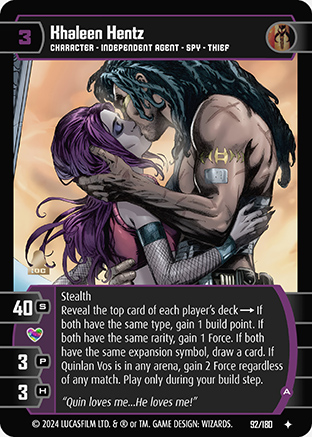 3
Khaleen Hentz
CHARACTER - INDEPENDENT AGENT - SPY - THIEF
IDC
40 S
3 P
3 H
Stealth
Reveal the top card of each player's deck → If
both have the same type, gain 1 build point. If
both have the same rarity, gain 1 Force. If both
have the same expansion symbol, draw a card. If
Quinlan Vos is in any arena, gain 2 Force regardless
of any match. Play only during your build step.
A
"Quin loves me...He loves me!"
© 2024 LUCASFILM LTD. & ® or TM. GAME DESIGN: WIZARDS. 92/180